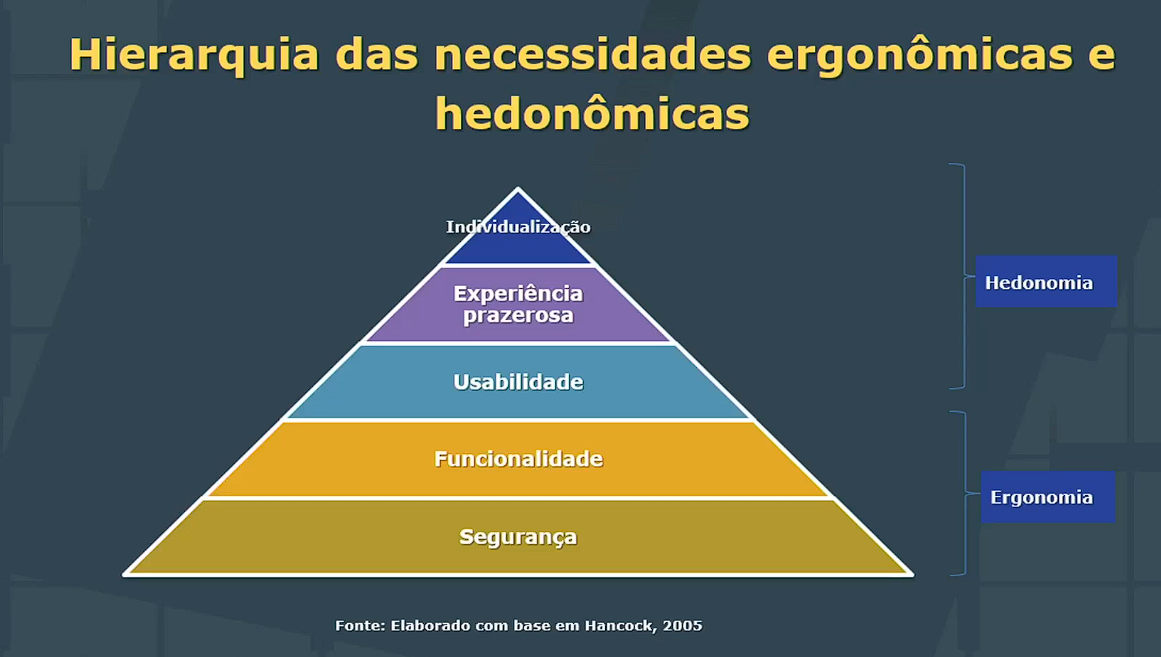 Hierarquia das necessidades ergonômicas e
hedonômicas
Individualização
Experiência
prazerosa
Usabilidade
Funcionalidade
Segurança
Hedonomia
Ergonomia
Fonte: Elaborado com base em Hancock, 2005